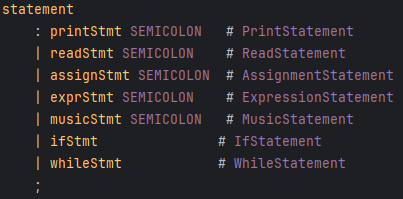 statement
    : printStmt SEMICOLON   # PrintStatement
    | readStmt SEMICOLON    # ReadStatement
    | assignStmt SEMICOLON  # AssignmentStatement
    | exprStmt SEMICOLON    # ExpressionStatement
    | musicStmt SEMICOLON   # MusicStatement
    | ifStmt               # IfStatement
    | whileStmt            # WhileStatement
    ;